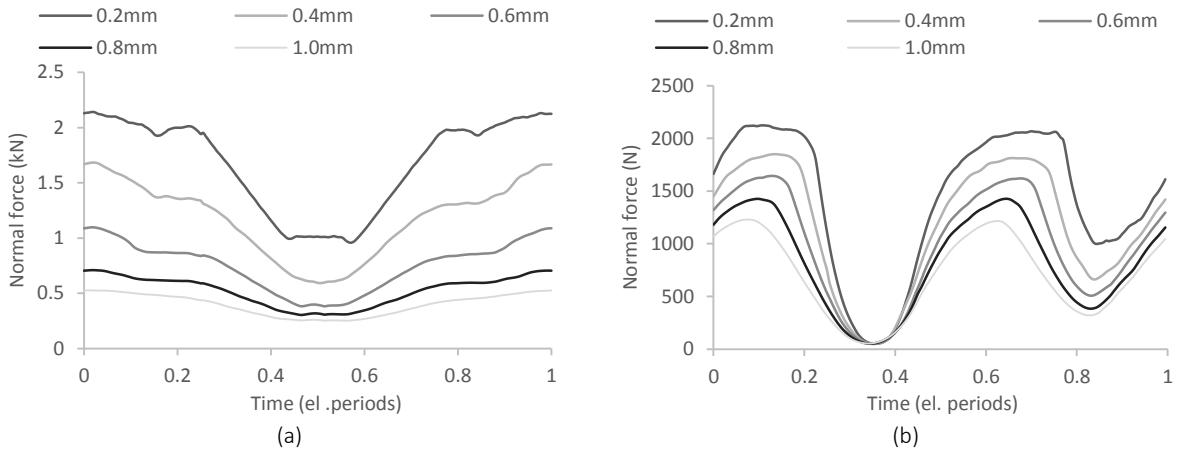 0.2mm 0.4mm 0.6mm
0.8mm 1.0mm
2.5
2
1.5
1
0.5
0
Normal force (kN)
0 0.2 0.4 0.6 0.8 1
Time (el .periods)
(a)
0.2mm 0.4mm 0.6mm
0.8mm 1.0mm
2500
2000
1500
1000
500
0
Normal force (N)
0 0.2 0.4 0.6 0.8 1
Time (el. periods)
(b)